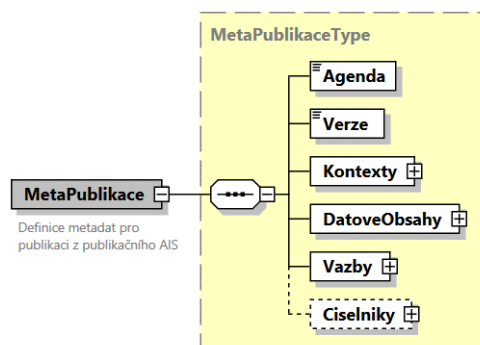 MetaPublikaceType
Agenda
Verze
Kontexty
MetaPublikace
Definice metadat pro
publikaci z publikačního AIS
DatoveObsahy
Vazby
Ciselniky